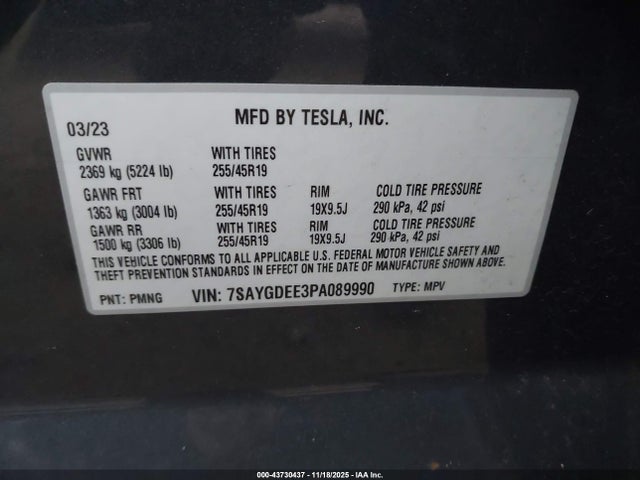 MFD BY TESLA, INC.
03/23
GVWR WITH TIRES
2369 kg (5224 lb) 255/45R19
GAWR FRT WITH TIRES RIM COLD TIRE PRESSURE
1363 kg (3004 lb) 255/45R19 19X9.5J 290 kPa, 42 psi
GAWR RR WITH TIRES RIM COLD TIRE PRESSURE
1500 kg (3306 lb) 255/45R19 19X9.5J 290 kPa, 42 psi
THIS VEHICLE CONFORMS TO ALL APPLICABLE U.S. FEDERAL MOTOR VEHICLE SAFETY AND
THEFT PREVENTION STANDARDS IN EFFECT ON THE DATE OF MANUFACTURE SHOWN ABOVE.
PNT: PMNG VIN: 7SAYGDEE3PA089990 TYPE: MPV
000-43730437 - 11/18/2025 - IAA Inc.